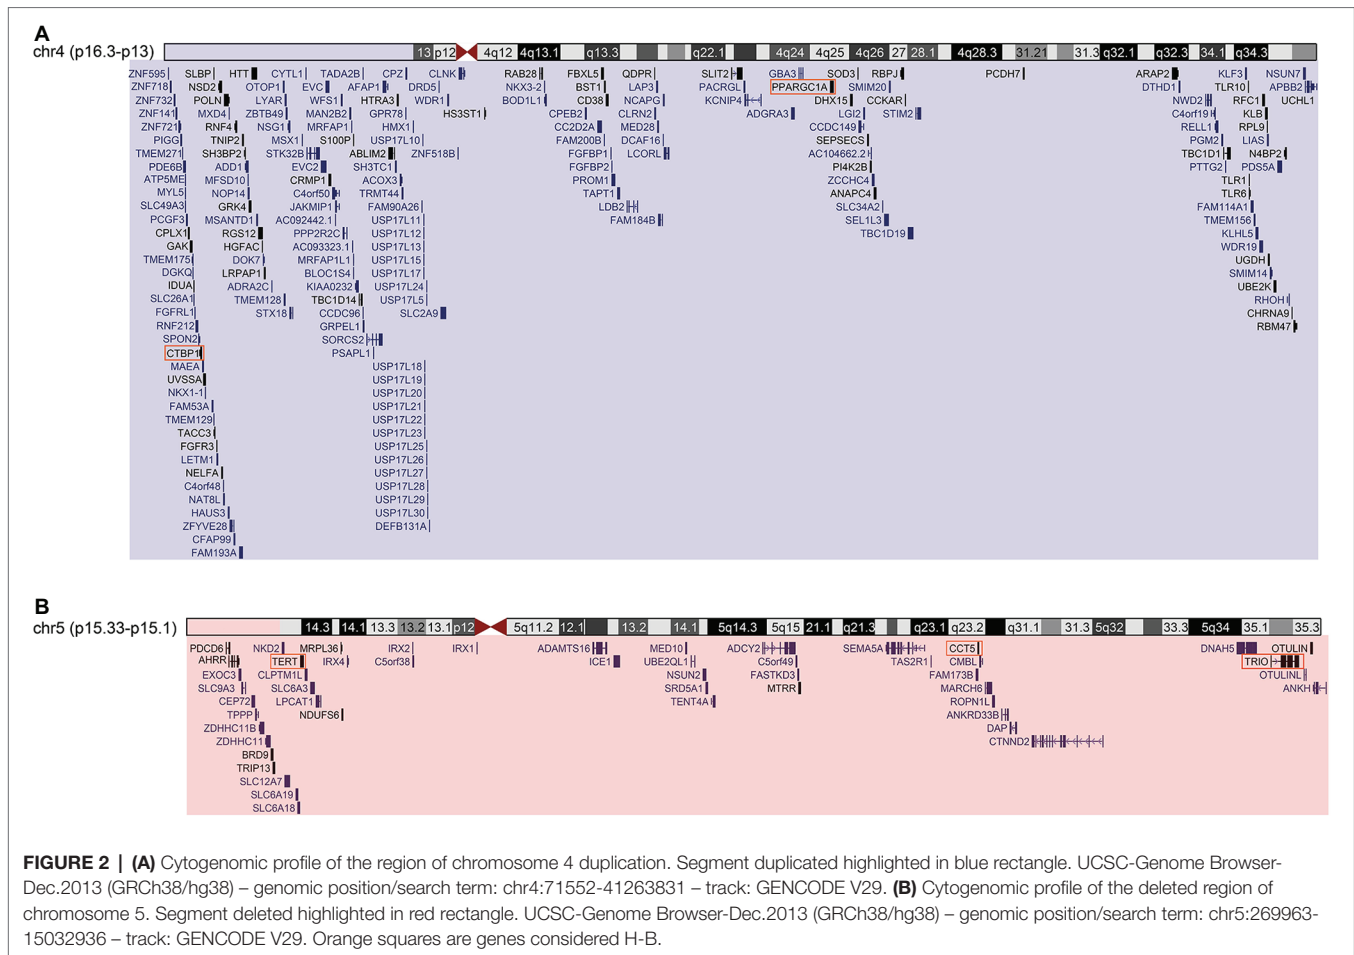 A
chr4 (p16.3-p13)
13 p12 4q12 4q13.1 q13.3 q22.1 4q24 4q25 4q26 27 28.1 4q28.3 31.21 31.3 q32.1 q32.3 34.1 q34.3
ZNF595 SLBP HTT CYTL1 TADA2B CPZ CLNK RAB28 FBXL5 QDPR SLIT2 GBA3 SOD3 RBPJ PCDH7 ARAP2 KLF3 NSUN7
ZNF718 NSD2 OTOP1 EVC AFAP1 DRD5 NKX3-2 BST1 LAP3 PACRGL PPARGC1A SMIM20 DTHD1 TLR10 APBB2
ZNF732 POLN LYAR WFS1 HTRA3 WDR1 BOD1L1 CD38 NCAPG KCNIP4 DHX15 CCKAR NWD2 RFC1 UCHL1
ZNF141 MXD4 ZBTB49 MAN2B2 GPR78 HS3ST1 CPEB2 CLRN2 ADGRA3 LGI2 STIM2 C4orf19 KLB
ZNF721 RNF4 NSG1 MRFAP1 HMX1 CC2D2A MED28 CCDC149 RELL1 RPL9
PIGG TNIP2 MSX1 S100P USP17L10 FAM200B DCAF16 SEPSECS PGM2 LIAS
TMEM271 SH3BP2 STK32B ABLIM2 ZNF518B FGFBP1 LCORL AC104662.2 TBC1D1 N4BP2
PDE6B ADD1 EVC2 SH3TC1 FGFBP2 PI4K2B PTTG2 PDS5A
ATP5ME MFSD10 CRMP1 ACOX3 PROM1 ZCCHC4 TLR1
MYL5 NOP14 C4orf50 TRMT44 TAPT1 ANAPC4 TLR6
SLC49A3 GRK4 JAKMIP1 FAM90A26 LDB2 SLC34A2 FAM114A1
PCGF3 MSANTD1 AC092442.1 USP17L11 FAM184B SEL1L3 TMEM156
CPLX1 RGS12 PPP2R2C USP17L12 TBC1D19 KLHL5
GAK HGFAC AC093323.1 USP17L13 WDR19
TMEM175 DOK7 MRFAP1L1 USP17L15 UGDH
DGKQ LRPAP1 BLOC1S4 USP17L17 SMIM14
IDUA ADRA2C KIAA0232 USP17L24 UBE2K
SLC26A1 TMEM128 TBC1D14 USP17L5 RHOH
FGFRL1 STX18 CCDC96 SLC2A9 CHRNA9
RNF212 GRPEL1 RBM47
SPON2 SORCS2
CTBP1 PSAPL1
MAEA USP17L18
UVSSA USP17L19
NKX1-1 USP17L20
FAM53A USP17L21
TMEM129 USP17L22
TACC3 USP17L23
FGFR3 USP17L25
LETM1 USP17L26
NELFA USP17L27
C4orf48 USP17L28
NAT8L USP17L29
HAUS3 USP17L30
ZFYVE28 DEFB131A
CFAP99
FAM193A
B
chr5 (p15.33-p15.1)
14.3 14.1 13.3 13.2 13.1 p12 5q11.2 12.1 13.2 14.1 5q14.3 5q15 21.1 q21.3 q23.1 q23.2 q31.1 31.3 5q32 5q34 35.1 35.3
PDCD6 NKD2 MRPL36 IRX2 IRX1 ADAMTS16 MED10 ADCY2 SEMA5A CCT5 DNAH5 OTULIN
AHRR TERT IRX4 C5orf38 ICE1 UBE2QL1 C5orf49 TAS2R1 CMBL TRIO
EXOC3 CLPTM1L NSUN2 FASTKD3 FAM173B OTULINL
SLC9A3 SLC6A3 SRD5A1 MTRR MARCH6 ANKH
CEP72 LPCAT1 TENT4A ROPN1L
TPPP NDUFS6 ANKRD33B
ZDHHC11B DAP
ZDHHC11 CTNND2
BRD9
TRIP13
SLC12A7
SLC6A19
SLC6A18
FIGURE 2 | (A) Cytogenomic profile of the region of chromosome 4 duplication. Segment duplicated highlighted in blue rectangle. UCSC-Genome Browser-
Dec.2013 (GRCh38/hg38) – genomic position/search term: chr4:71552-41263831 – track: GENCODE V29. (B) Cytogenomic profile of the deleted region of
chromosome 5. Segment deleted highlighted in red rectangle. UCSC-Genome Browser-Dec.2013 (GRCh38/hg38) – genomic position/search term: chr5:269963-
15032936 – track: GENCODE V29. Orange squares are genes considered H-B.